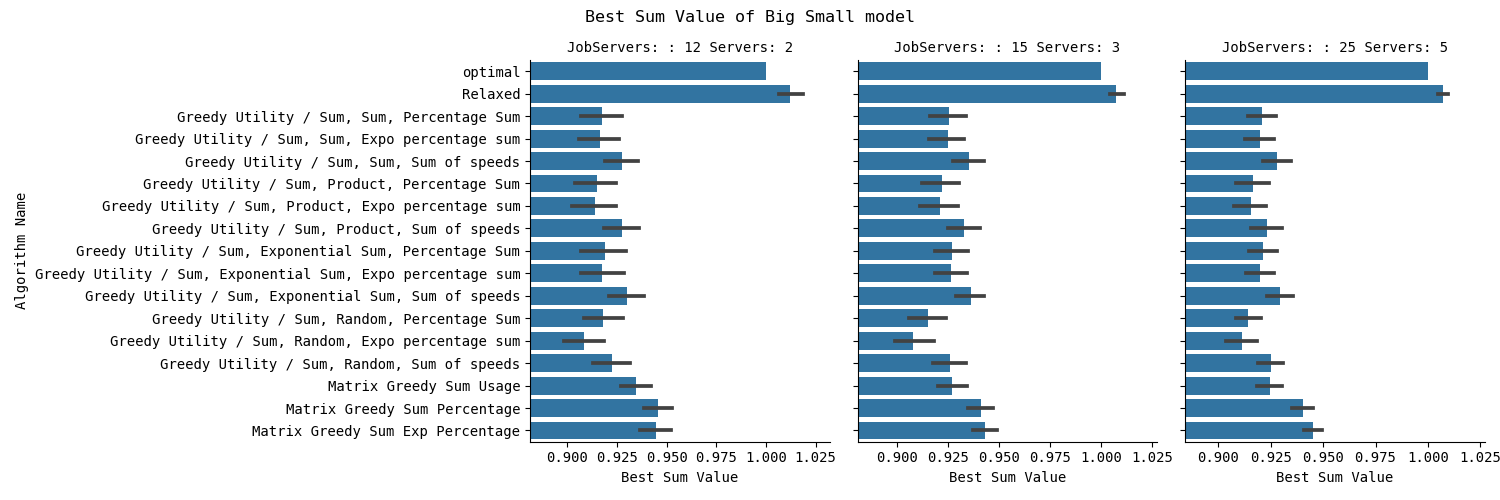 Best Sum Value of Big Small model
JobServers: : 12 Servers: 2
JobServers: : 15 Servers: 3
JobServers: : 25 Servers: 5
Algorithm Name
optimal
Relaxed
Greedy Utility / Sum, Sum, Percentage Sum
Greedy Utility / Sum, Sum, Expo percentage sum
Greedy Utility / Sum, Sum, Sum of speeds
Greedy Utility / Sum, Product, Percentage Sum
Greedy Utility / Sum, Product, Expo percentage sum
Greedy Utility / Sum, Product, Sum of speeds
Greedy Utility / Sum, Exponential Sum, Percentage Sum
Greedy Utility / Sum, Exponential Sum, Expo percentage sum
Greedy Utility / Sum, Exponential Sum, Sum of speeds
Greedy Utility / Sum, Random, Percentage Sum
Greedy Utility / Sum, Random, Expo percentage sum
Greedy Utility / Sum, Random, Sum of speeds
Matrix Greedy Sum Usage
Matrix Greedy Sum Percentage
Matrix Greedy Sum Exp Percentage
0.900 0.925 0.950 0.975 1.000 1.025
0.900 0.925 0.950 0.975 1.000 1.025
0.900 0.925 0.950 0.975 1.000 1.025
Best Sum Value
Best Sum Value
Best Sum Value